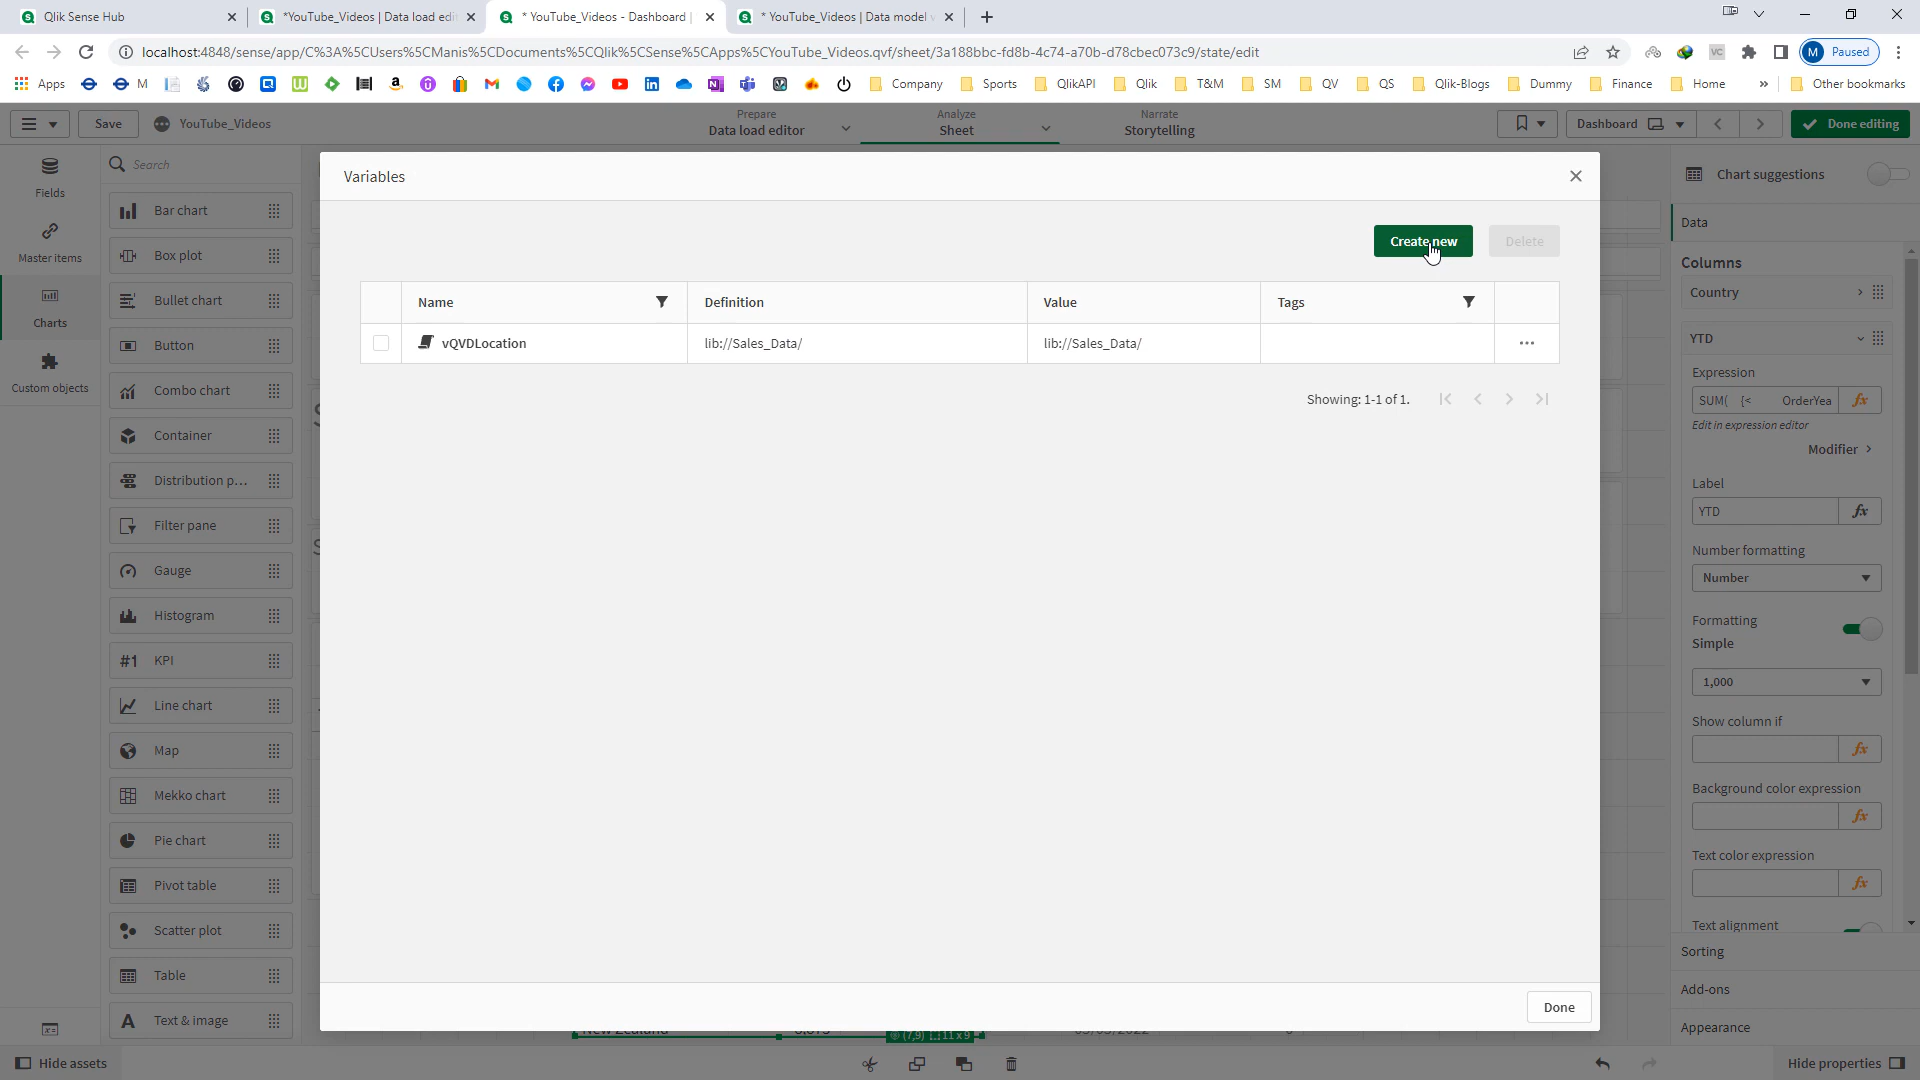 Qlik Sense Hub
*YouTube_Videos | Data load edi
* YouTube_Videos - Dashboard |
* YouTube_Videos | Data model v
localhost:4848/sense/app/C%3A%5CUsers%5CManis%5CDocuments%5CQlik%5CSense%5CApps%5CYouTube_Videos.qvf/sheet/3a188bbc-fd8b-4c74-a70b-d78cbec073c9/state/edit
M Paused
Apps M Company Sports QlikAPI Qlik T&M SM QV QS Qlik-Blogs Dummy Finance Home » Other bookmarks
Save YouTube_Videos
Prepare
Data load editor
Analyze
Sheet
Narrate
Storytelling
Dashboard
Done editing
Fields
Master items
Charts
Custom objects
Search
Bar chart
Box plot
Bullet chart
Button
Combo chart
Container
Distribution p...
Filter pane
Gauge
Histogram
#1 KPI
Line chart
Map
Mekko chart
Pie chart
Pivot table
Scatter plot
Table
A Text & image
Variables
Create new Delete
Name Definition Value Tags
vQVDLocation lib://Sales_Data/ lib://Sales_Data/
Showing: 1-1 of 1.
Done
Chart suggestions
Data
Columns
Country
YTD
Expression
SUM( {< OrderYea
Edit in expression editor
Modifier
Label
YTD
Number formatting
Number
Formatting
Simple
1,000
Show column if
Background color expression
Text color expression
Text alignment
Sorting
Add-ons
Appearance
Hide assets
Hide properties